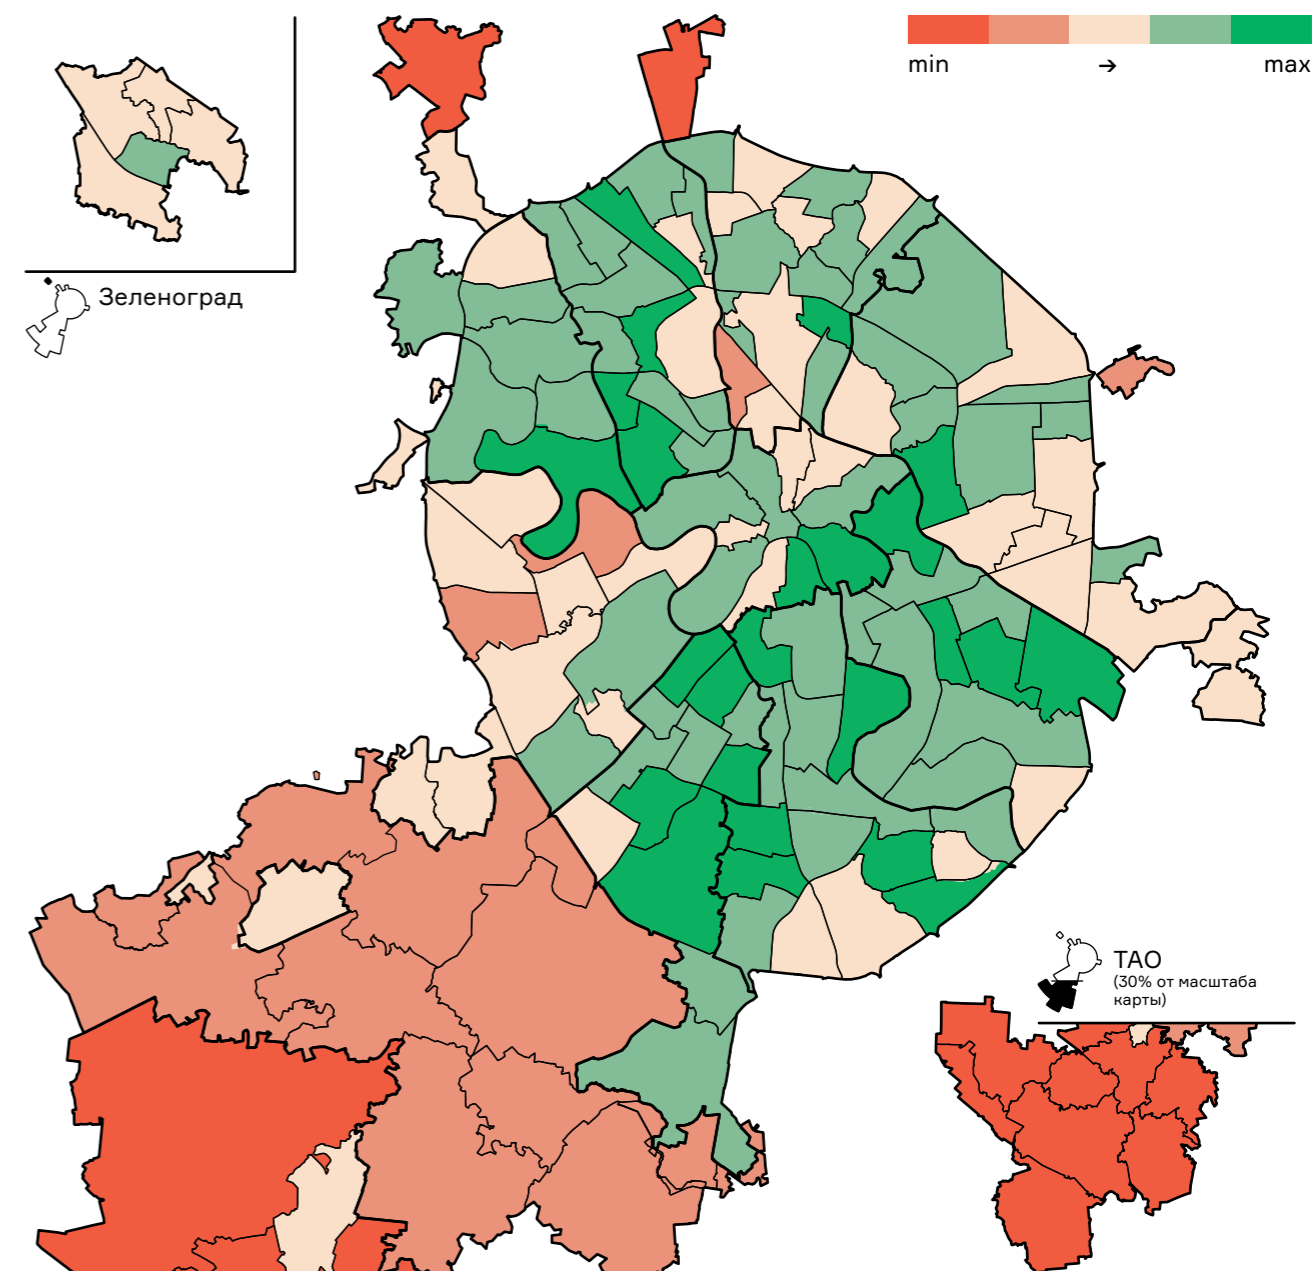 min → max
Зеленоград
ТАО
(30% от масштаба
карты)